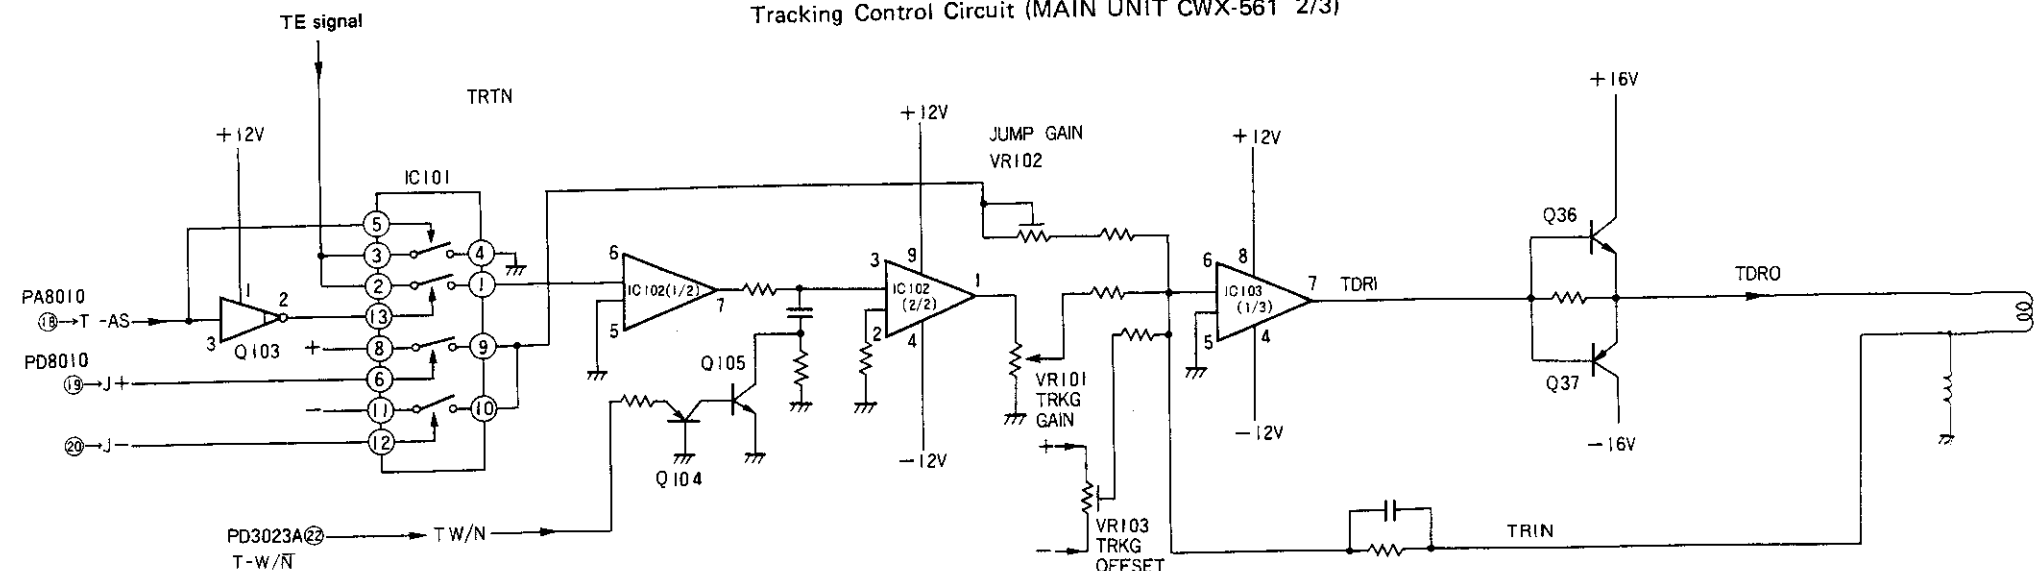 Tracking Control Circuit (MAIN UNIT CWX-561 2/3)
TE signal
TRTN
+12V
IC101
5
3
4
2
1
13
8
9
6
11
10
12
PA8010
⑱→T-AS
1
2
3
Q103
PD8010
⑲→J+
+
−
⑳→J−
6
5
IC102(1/2)
7
Q105
Q104
PD3023A㉒
T W/N
T-W/N̅
+12V
9
3
IC102
(2/2)
2
4
1
−12V
JUMP GAIN
VR102
VR101
TRKG
GAIN
+
−
VR103
TRKG
OFFSET
+12V
8
6
IC103
(1/3)
5
4
7
−12V
TDRI
+16V
Q36
Q37
−16V
TDRO
TRIN